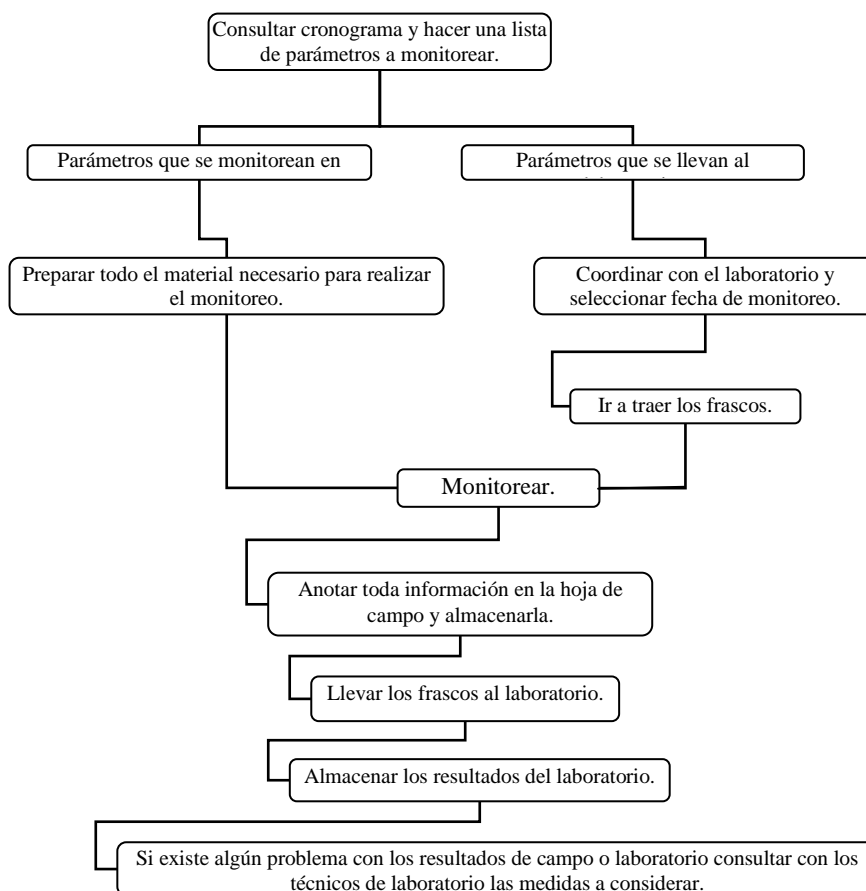 Consultar cronograma y hacer una lista
de parámetros a monitorear.
Parámetros que se monitorean en
Parámetros que se llevan al
Preparar todo el material necesario para realizar
el monitoreo.
Coordinar con el laboratorio y
seleccionar fecha de monitoreo.
Ir a traer los frascos.
Monitorear.
Anotar toda información en la hoja de
campo y almacenarla.
Llevar los frascos al laboratorio.
Almacenar los resultados del laboratorio.
Si existe algún problema con los resultados de campo o laboratorio consultar con los
técnicos de laboratorio las medidas a considerar.